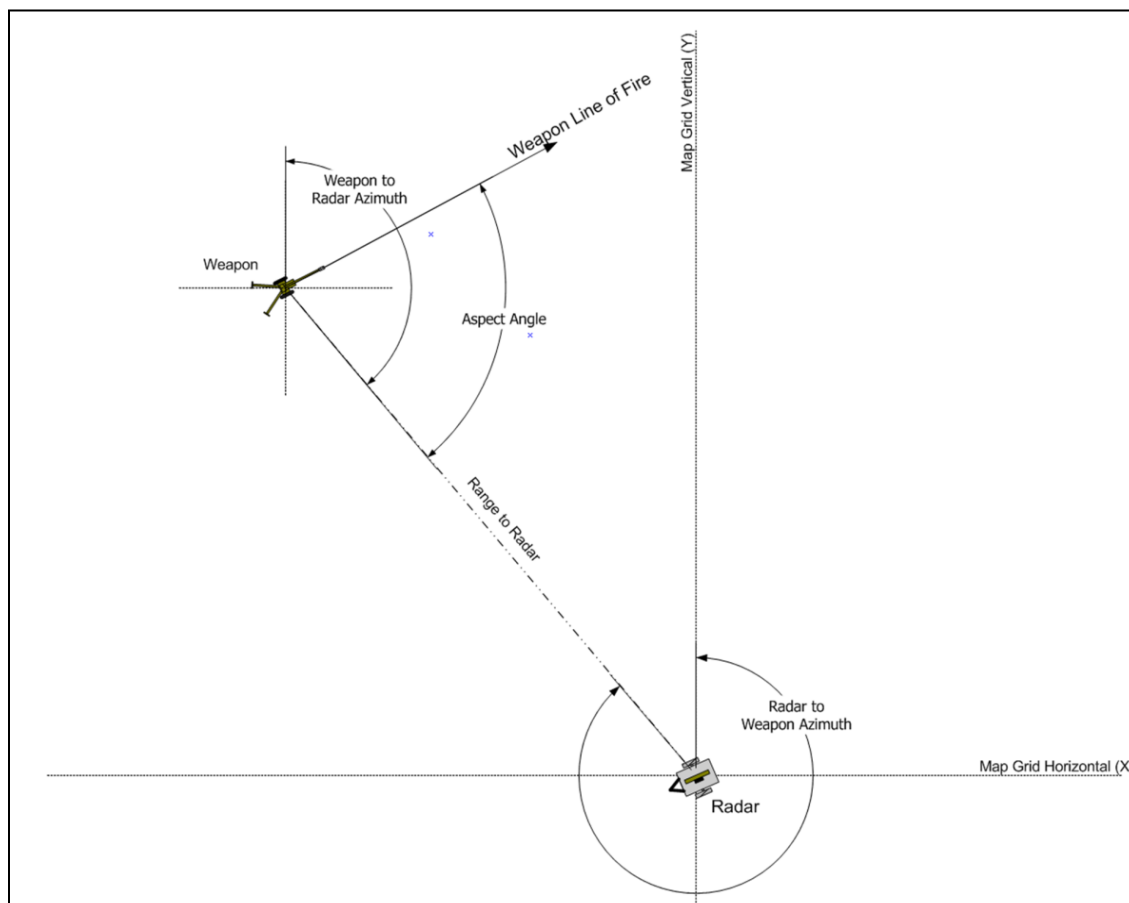 Map Grid Vertical (Y)
Weapon Line of Fire
Weapon to
Radar Azimuth
Weapon
Aspect Angle
Range to Radar
Radar to
Weapon Azimuth
Map Grid Horizontal (X
Radar